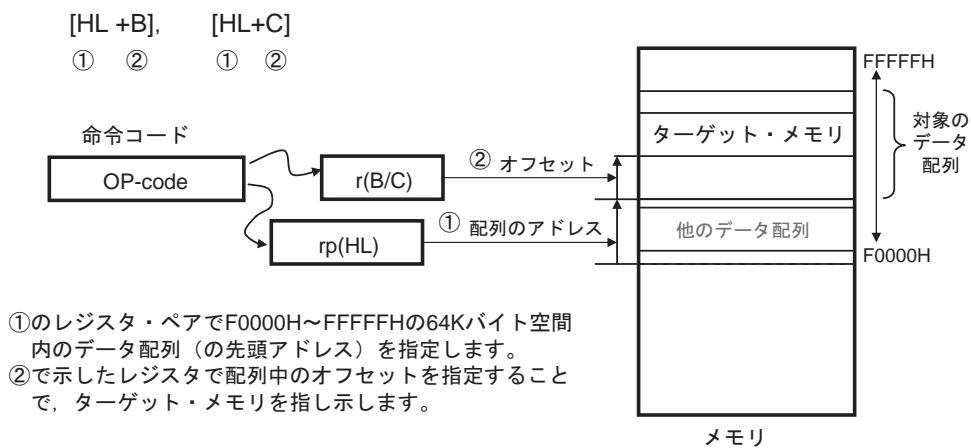 [HL +B], [HL+C]
① ② ① ②
命令コード
OP-code
r(B/C)
rp(HL)
② オフセット
① 配列のアドレス
FFFFFH
ターゲット・メモリ
対象の
データ
配列
他のデータ配列
F0000H
メモリ
①のレジスタ・ペアでF0000H～FFFFFHの64Kバイト空間
内のデータ配列（の先頭アドレス）を指定します。
②で示したレジスタで配列中のオフセットを指定すること
で，ターゲット・メモリを指し示します。